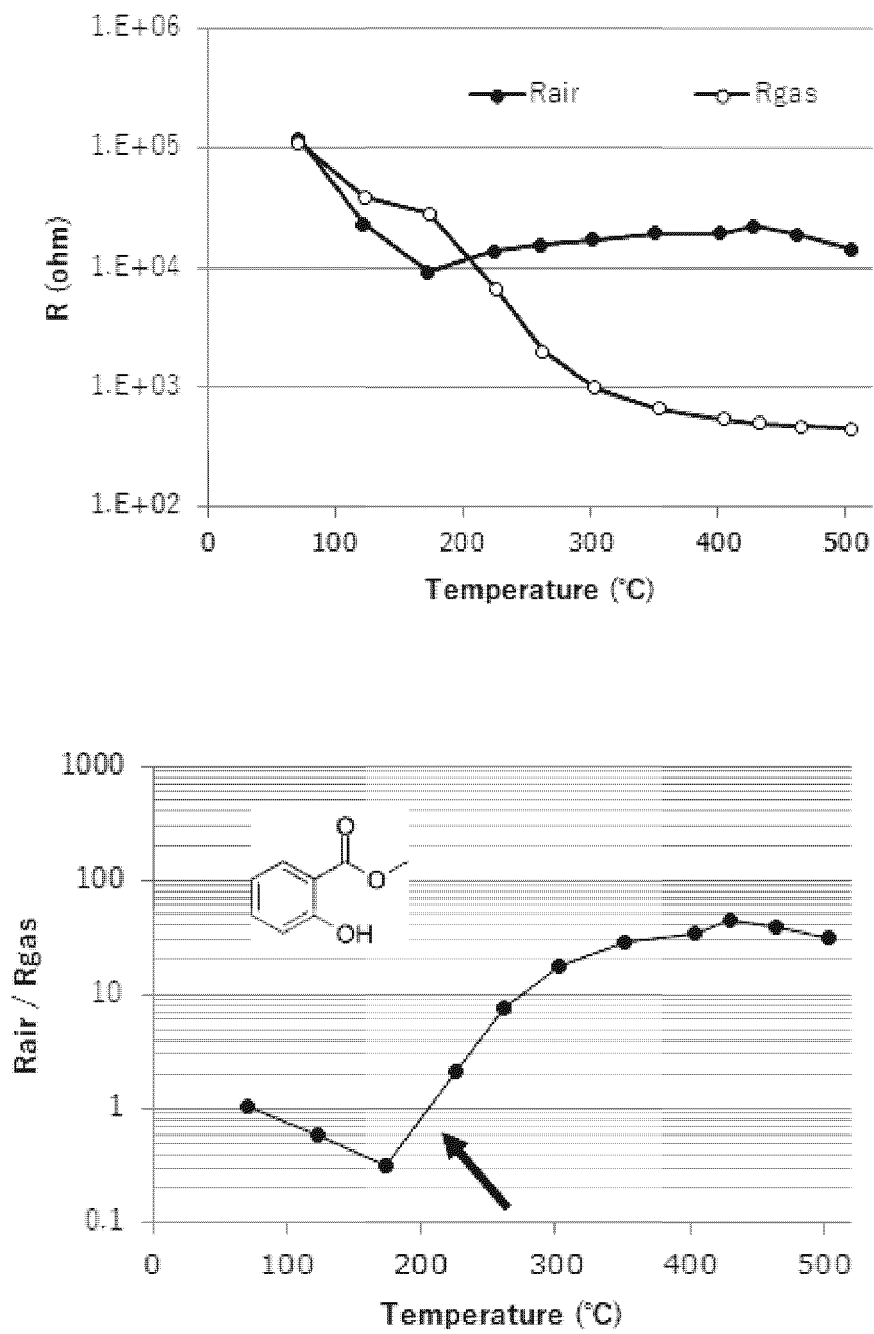 1.E+06
Rair
Rgas
1.E+05
1.E+04
1.E+03
1.E+02
R (ohm)
0 100 200 300 400 500
Temperature (°C)
1000
100
10
1
0.1
Rair / Rgas
O
O
OH
0 100 200 300 400 500
Temperature (°C)